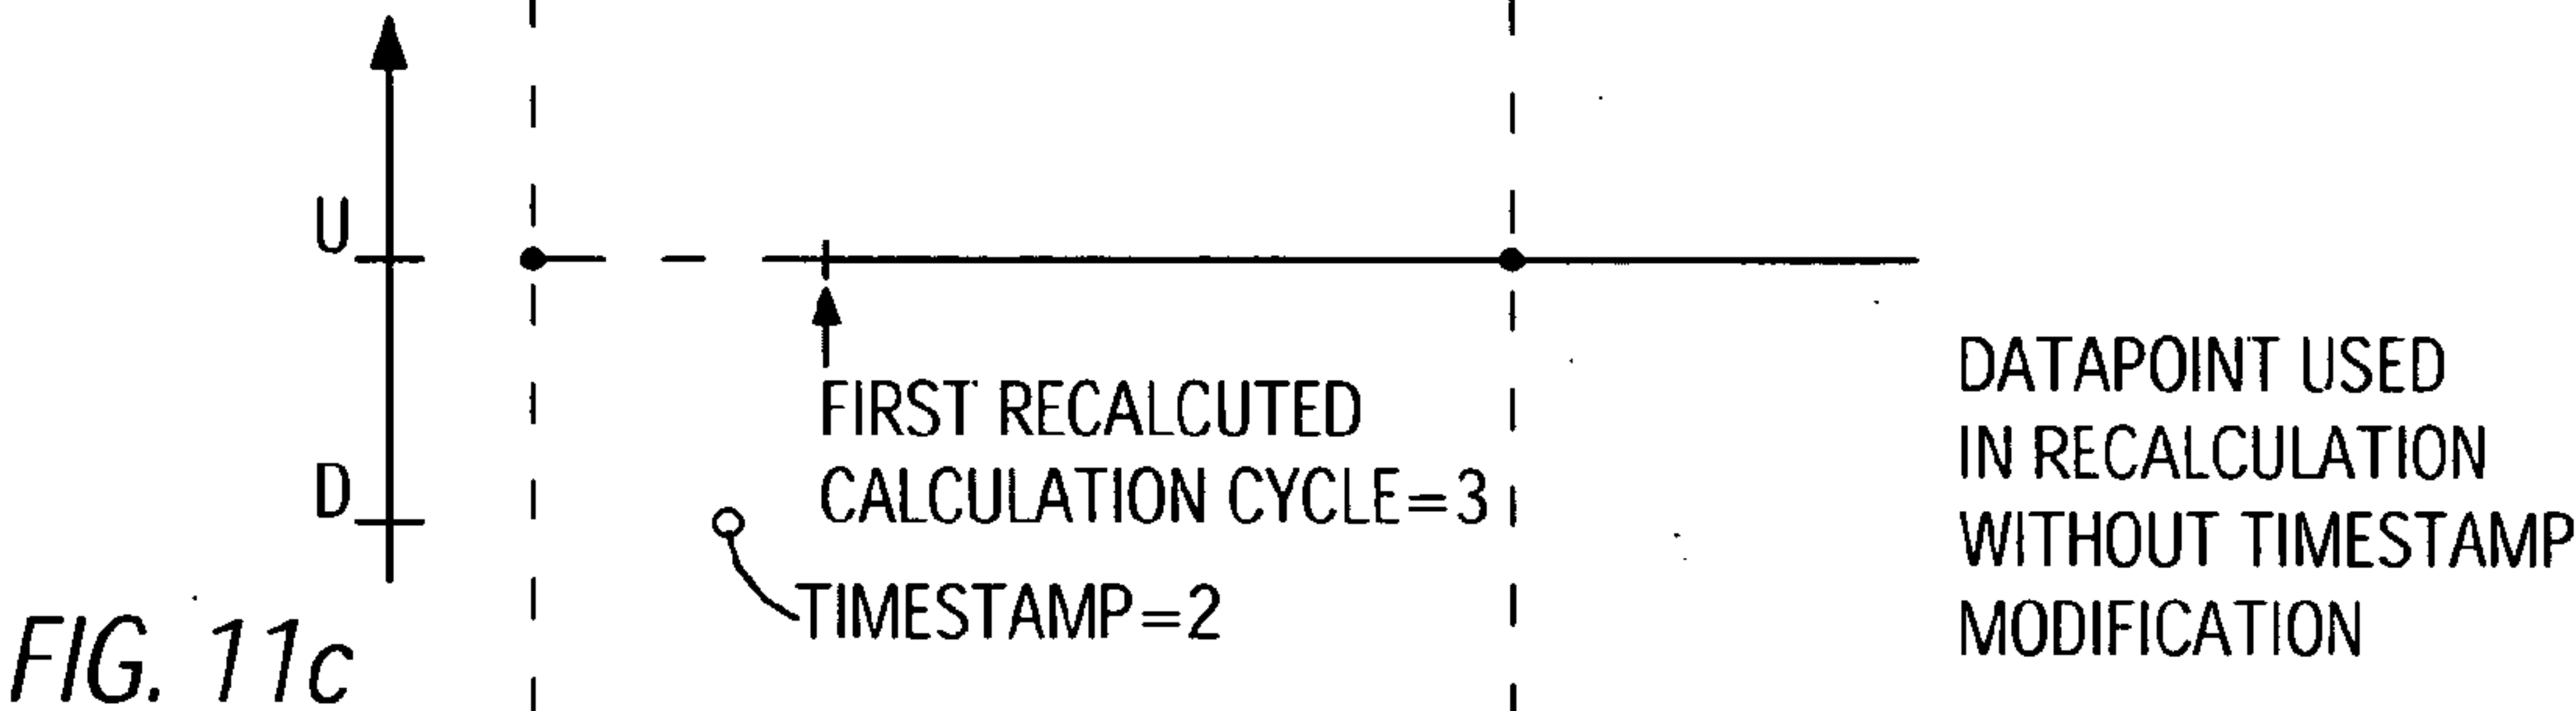 U
D
FIRST RECALCUTED
CALCULATION CYCLE=3
TIMESTAMP=2
DATAPOINT USED
IN RECALCULATION
WITHOUT TIMESTAMP
MODIFICATION
FIG. 11c